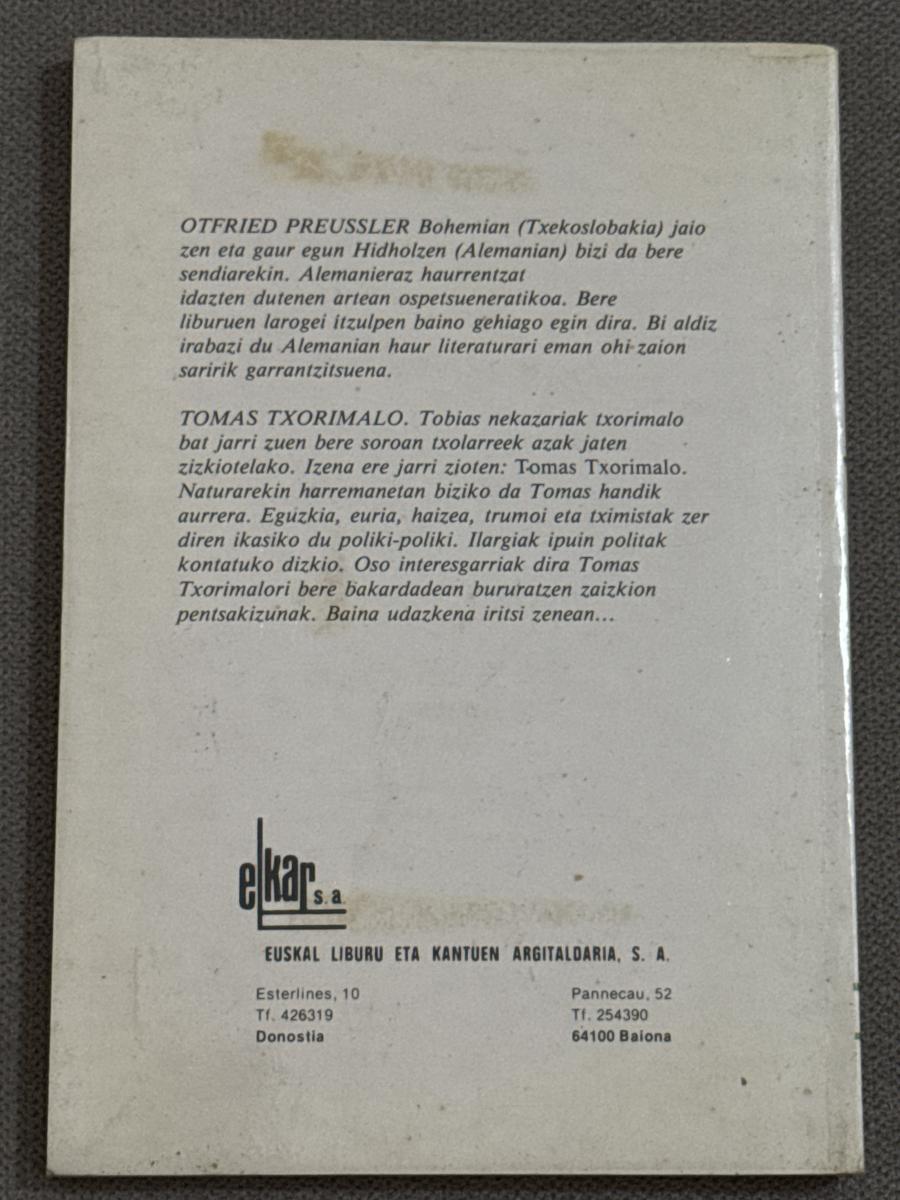 OTFRIED PREUSSLER Bohemian (Txekoslobakia) jaio
zen eta gaur egun Hidholzen (Alemanian) bizi da bere
sendiarekin. Alemanieraz haurrentzat
idazten dutenen artean ospetsueneratikoa. Bere
liburuen larogei itzulpen baino gehiago egin dira. Bi aldiz
irabazi du Alemanian haur literaturari eman ohi zaion
saririk garrantzitsuena.
TOMAS TXORIMALO. Tobias nekazariak txorimalo
bat jarri zuen bere soroan txolarreek azak jaten
zizkiotelako. Izena ere jarri zioten: Tomas Txorimalo.
Naturarekin harremanetan biziko da Tomas handik
aurrera. Eguzkia, euria, haizea, trumoi eta tximistak zer
diren ikasiko du poliki-poliki. Ilargiak ipuin politak
kontatuko dizkio. Oso interesgarriak dira Tomas
Txorimalori bere bakardadean bururatzen zaizkion
pentsakizunak. Baina udazkena iritsi zenean...
elkar s.a.
EUSKAL LIBURU ETA KANTUEN ARGITALDARIA, S. A.
Esterlines, 10
Tf. 426319
Donostia
Pannecau, 52
Tf. 254390
64100 Baiona